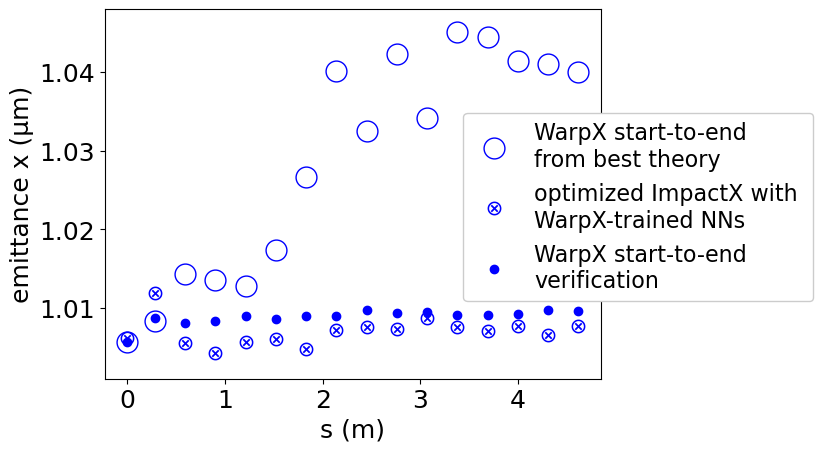 1.04
1.03
1.02
1.01
emittance x (μm)
0
1
2
3
4
s (m)
WarpX start-to-end
from best theory
optimized ImpactX with
WarpX-trained NNs
WarpX start-to-end
verification